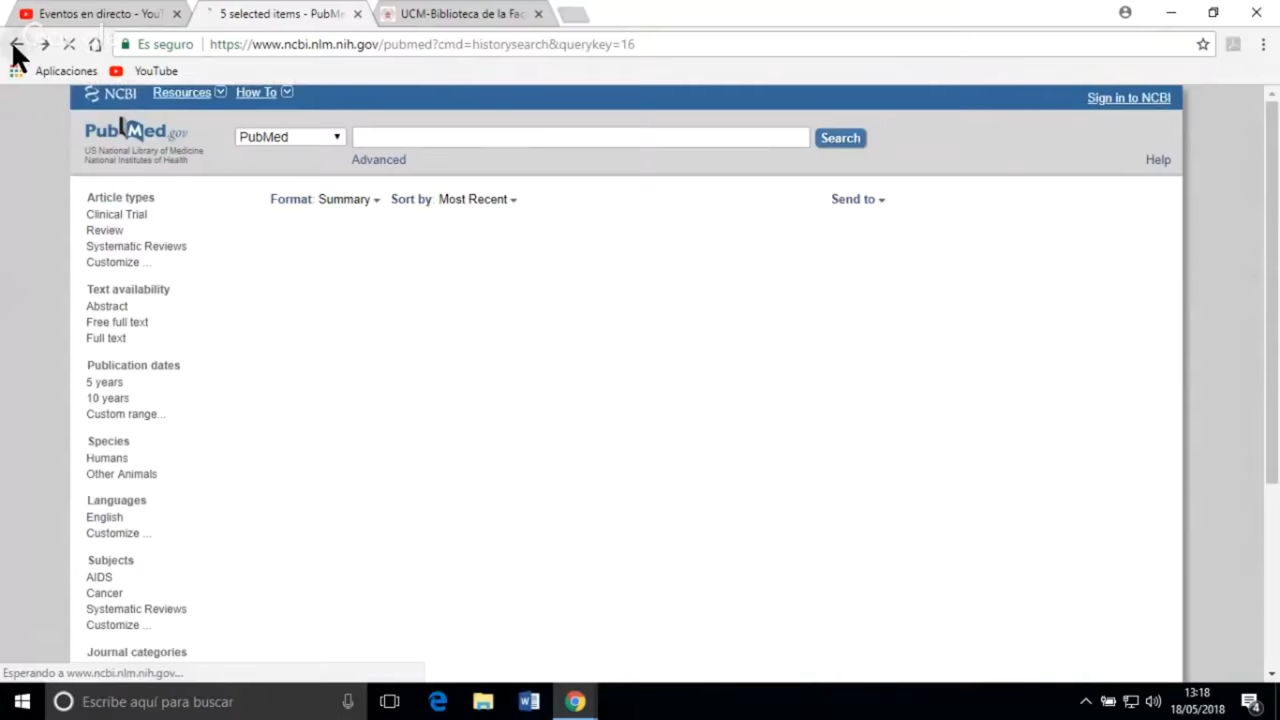 Eventos en directo - You
5 selected items - PubMe
UCM-Biblioteca de la Fac
Es seguro
https://www.ncbi.nlm.nih.gov/pubmed?cmd=historysearch&querykey=16
Aplicaciones
YouTube
NCBI
Resources
How To
Sign in to NCBI
PubMed.gov
US National Library of Medicine
National Institutes of Health
PubMed
Search
Advanced
Help
Format: Summary
Sort by: Most Recent
Send to
Article types
Clinical Trial
Review
Systematic Reviews
Customize ...
Text availability
Abstract
Free full text
Full text
Publication dates
5 years
10 years
Custom range...
Species
Humans
Other Animals
Languages
English
Customize ...
Subjects
AIDS
Cancer
Systematic Reviews
Customize ...
Journal categories
Esperando a www.ncbi.nlm.nih.gov...
Escribe aquí para buscar
13:18
18/05/2018
4